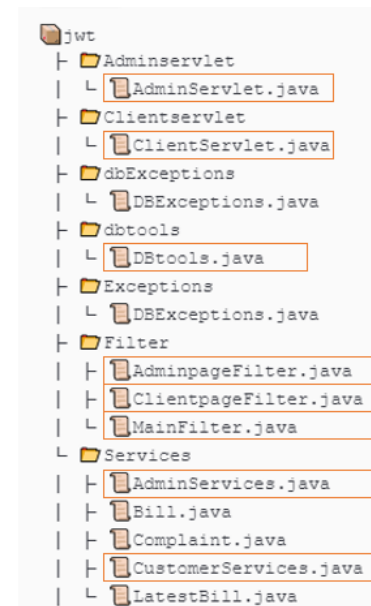 jwt
Adminservlet
AdminServlet.java
Clientservlet
ClientServlet.java
dbExceptions
DBExceptions.java
dbtools
DBtools.java
Exceptions
DBExceptions.java
Filter
AdminpageFilter.java
ClientpageFilter.java
MainFilter.java
Services
AdminServices.java
Bill.java
Complaint.java
CustomerServices.java
LatestBill.java